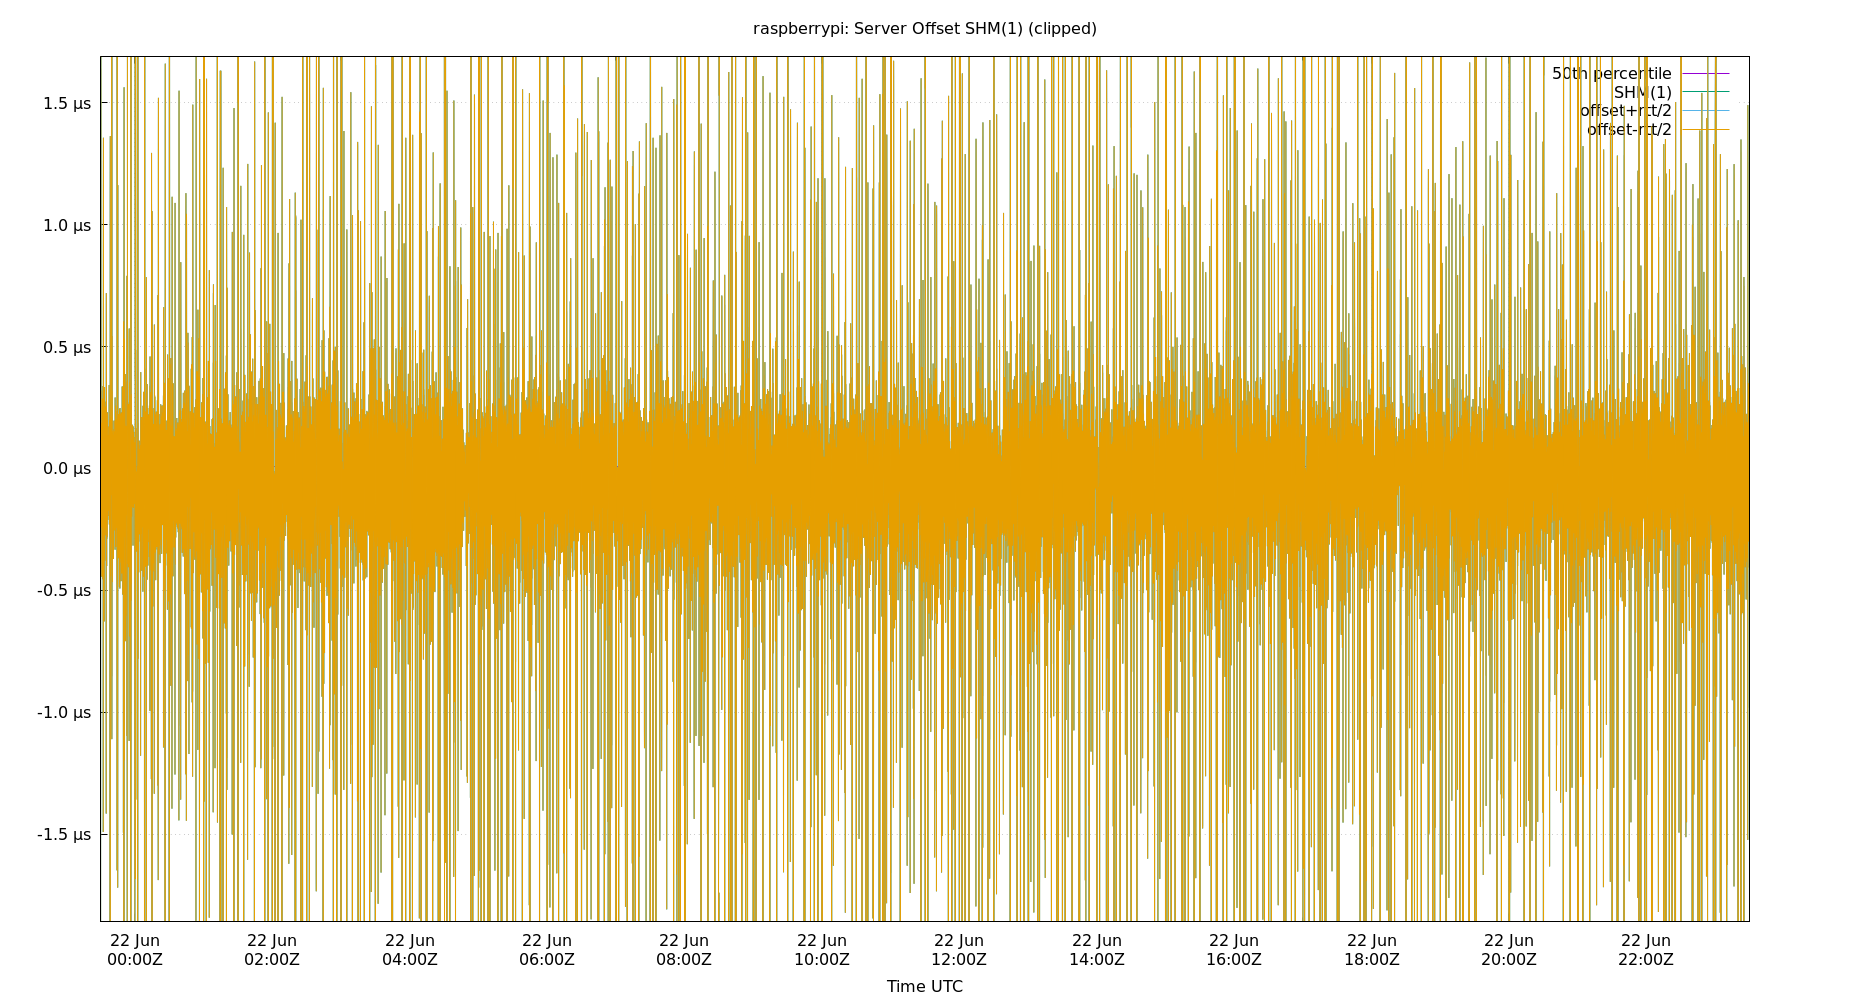 raspberrypi: Server Offset SHM(1) (clipped)
50th percentile
SHM(1)
offset+rtt/2
offset-rtt/2
1.5 µs
1.0 µs
0.5 µs
0.0 µs
-0.5 µs
-1.0 µs
-1.5 µs
22 Jun 22 Jun 22 Jun 22 Jun 22 Jun 22 Jun 22 Jun 22 Jun 22 Jun 22 Jun 22 Jun 22 Jun
00:00Z 02:00Z 04:00Z 06:00Z 08:00Z 10:00Z 12:00Z 14:00Z 16:00Z 18:00Z 20:00Z 22:00Z
Time UTC